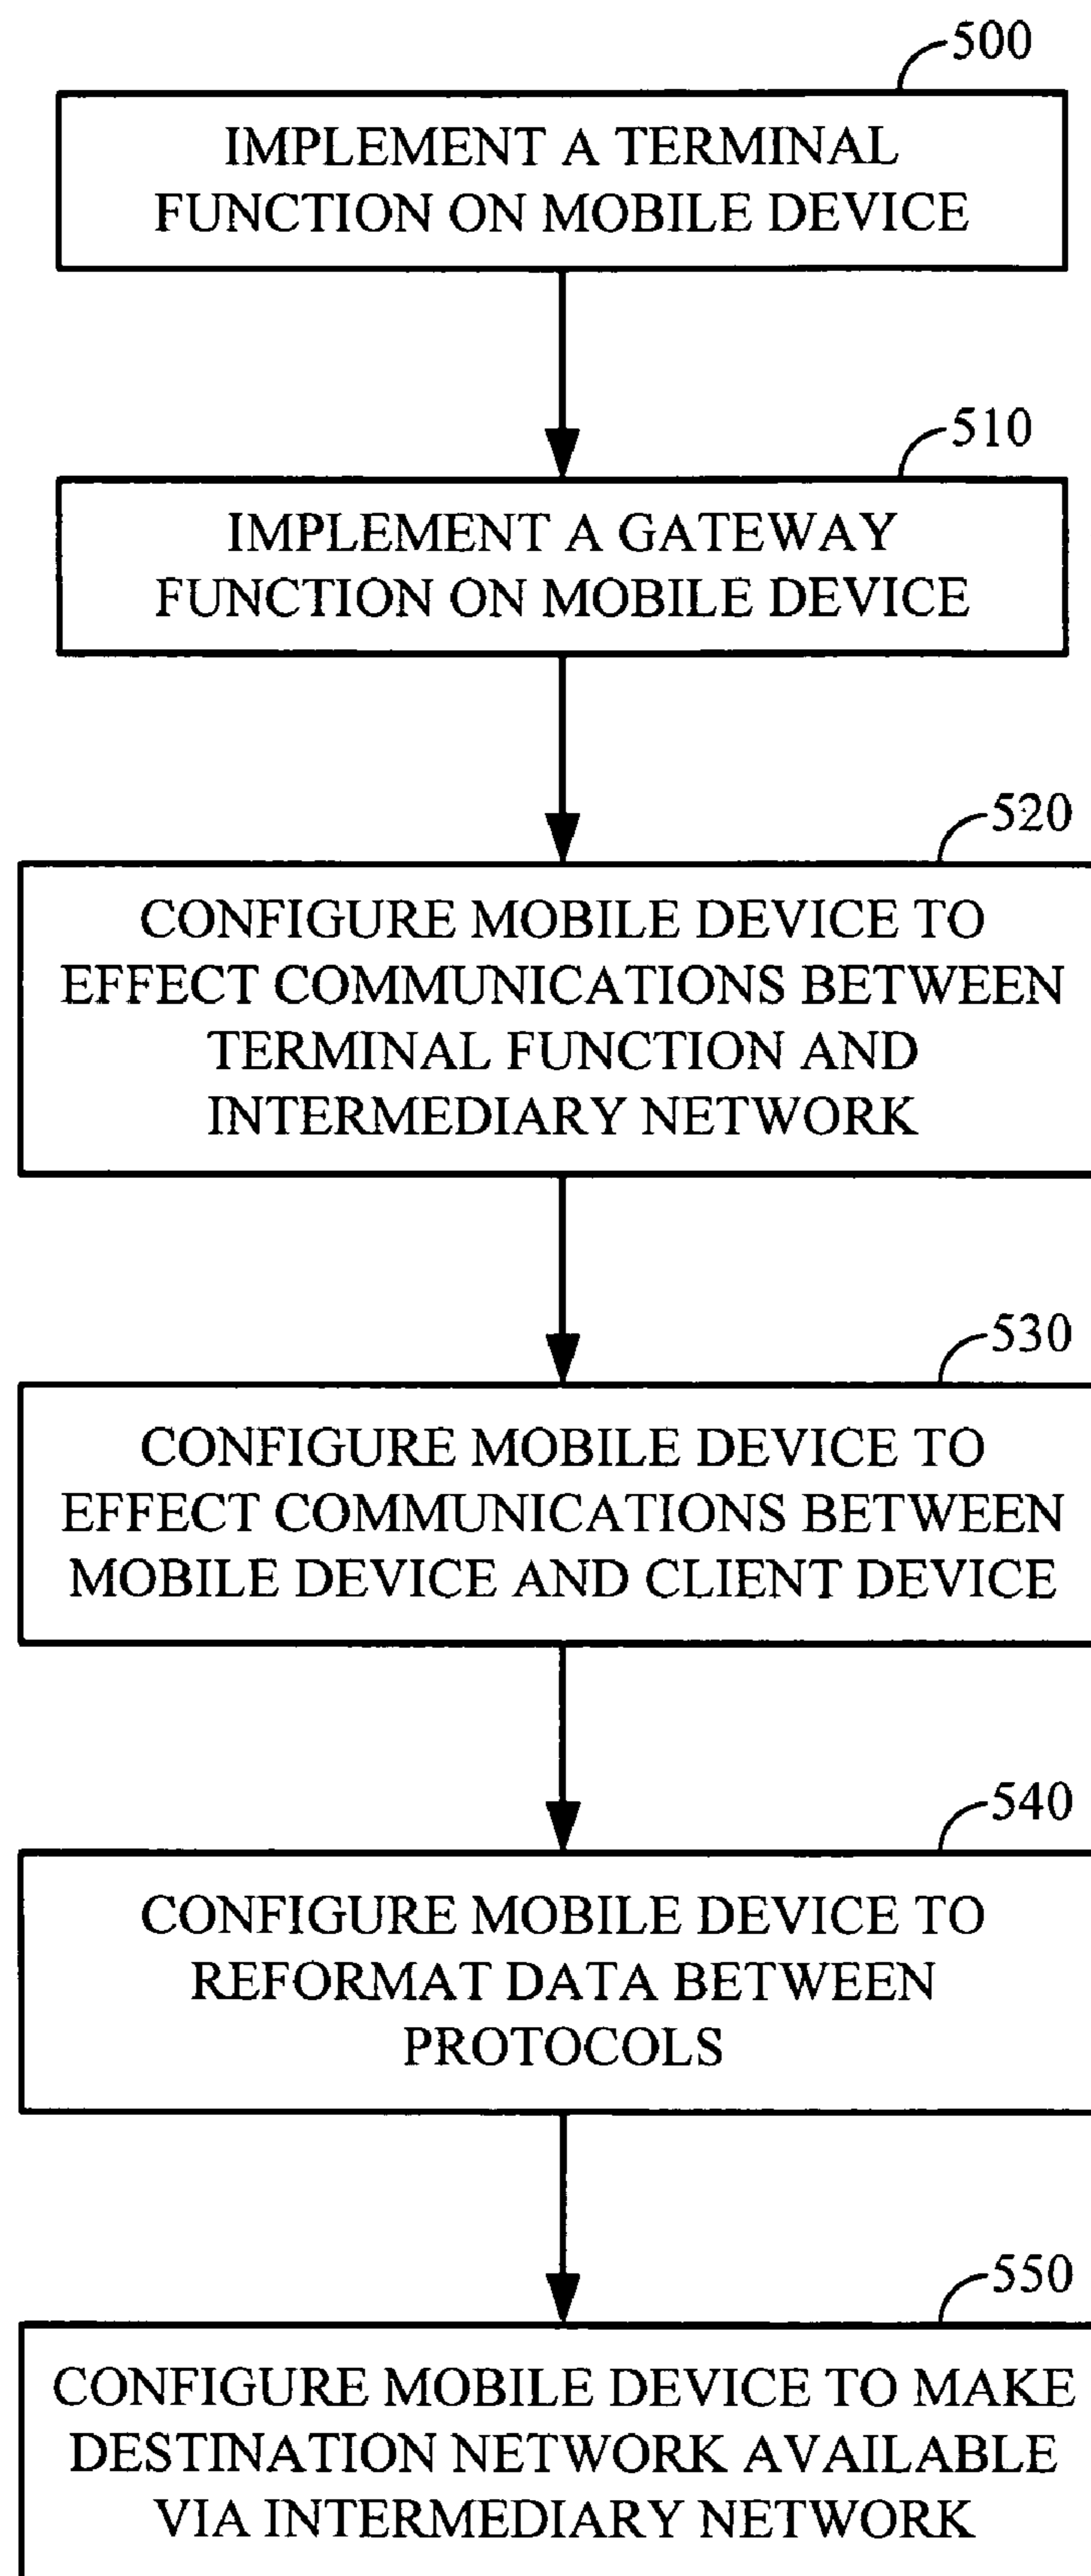 500
IMPLEMENT A TERMINAL
FUNCTION ON MOBILE DEVICE
510
IMPLEMENT A GATEWAY
FUNCTION ON MOBILE DEVICE
520
CONFIGURE MOBILE DEVICE TO
EFFECT COMMUNICATIONS BETWEEN
TERMINAL FUNCTION AND
INTERMEDIARY NETWORK
530
CONFIGURE MOBILE DEVICE TO
EFFECT COMMUNICATIONS BETWEEN
MOBILE DEVICE AND CLIENT DEVICE
540
CONFIGURE MOBILE DEVICE TO
REFORMAT DATA BETWEEN
PROTOCOLS
550
CONFIGURE MOBILE DEVICE TO MAKE
DESTINATION NETWORK AVAILABLE
VIA INTERMEDIARY NETWORK